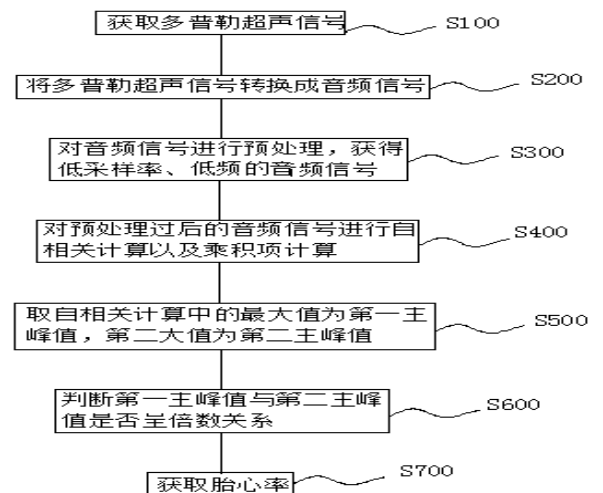 获取多普勒超声信号
S100
将多普勒超声信号转换成音频信号
S200
对音频信号进行预处理，获得
低采样率、低频的音频信号
S300
对预处理过后的音频信号进行自
相关计算以及乘积项计算
S400
取自相关计算中的最大值为第一主
峰值，第二大值为第二主峰值
S500
判断第一主峰值与第二主峰
值是否呈倍数关系
S600
获取胎心率
S700